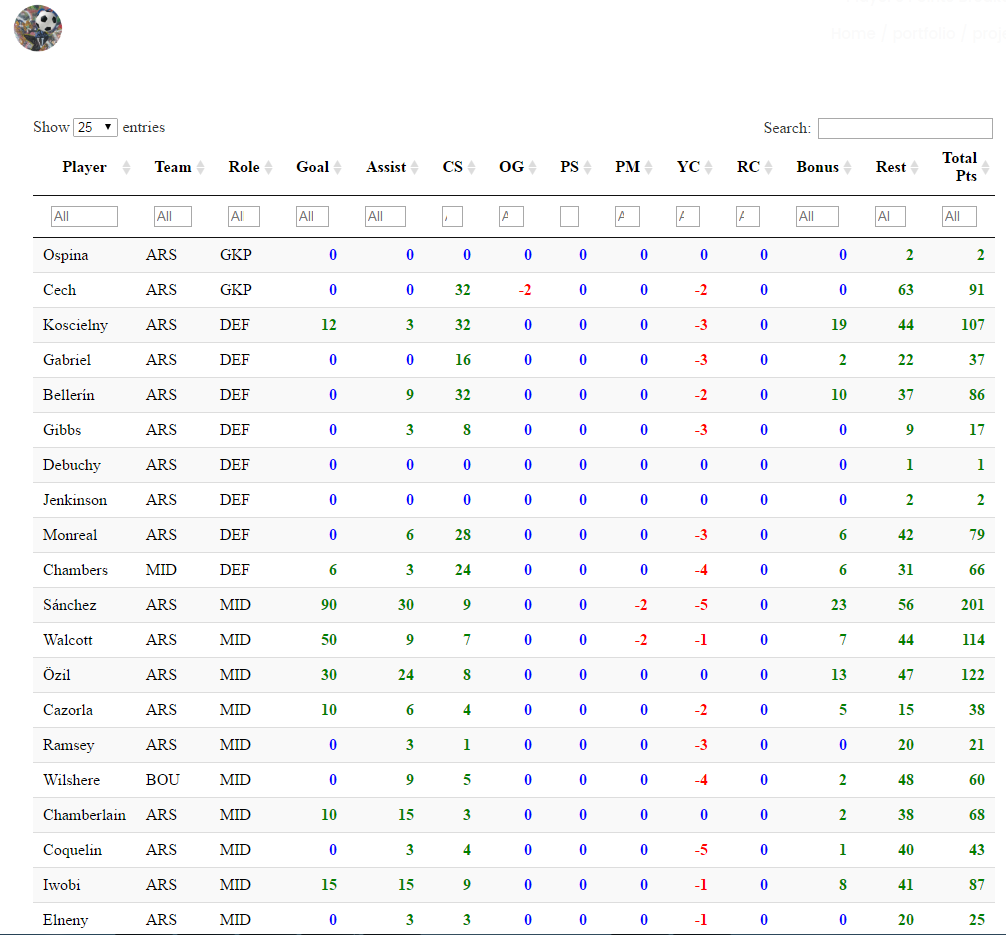 Home / portfolio / proj
Show 25 entries Search:
Player Team Role Goal Assist CS OG PS PM YC RC Bonus Rest Total Pts
All All All All All A All Al All
Ospina ARS GKP 0 0 0 0 0 0 0 0 0 2 2
Cech ARS GKP 0 0 32 -2 0 0 -2 0 0 63 91
Koscielny ARS DEF 12 3 32 0 0 0 -3 0 19 44 107
Gabriel ARS DEF 0 0 16 0 0 0 -3 0 2 22 37
Bellerín ARS DEF 0 9 32 0 0 0 -2 0 10 37 86
Gibbs ARS DEF 0 3 8 0 0 0 -3 0 0 9 17
Debuchy ARS DEF 0 0 0 0 0 0 0 0 0 1 1
Jenkinson ARS DEF 0 0 0 0 0 0 0 0 0 2 2
Monreal ARS DEF 0 6 28 0 0 0 -3 0 6 42 79
Chambers MID DEF 6 3 24 0 0 0 -4 0 6 31 66
Sánchez ARS MID 90 30 9 0 0 -2 -5 0 23 56 201
Walcott ARS MID 50 9 7 0 0 -2 -1 0 7 44 114
Özil ARS MID 30 24 8 0 0 0 0 0 13 47 122
Cazorla ARS MID 10 6 4 0 0 0 -2 0 5 15 38
Ramsey ARS MID 0 3 1 0 0 0 -3 0 0 20 21
Wilshere BOU MID 0 9 5 0 0 0 -4 0 2 48 60
Chamberlain ARS MID 10 15 3 0 0 0 0 0 2 38 68
Coquelin ARS MID 0 3 4 0 0 0 -5 0 1 40 43
Iwobi ARS MID 15 15 9 0 0 0 -1 0 8 41 87
Elneny ARS MID 0 3 3 0 0 0 -1 0 0 20 25